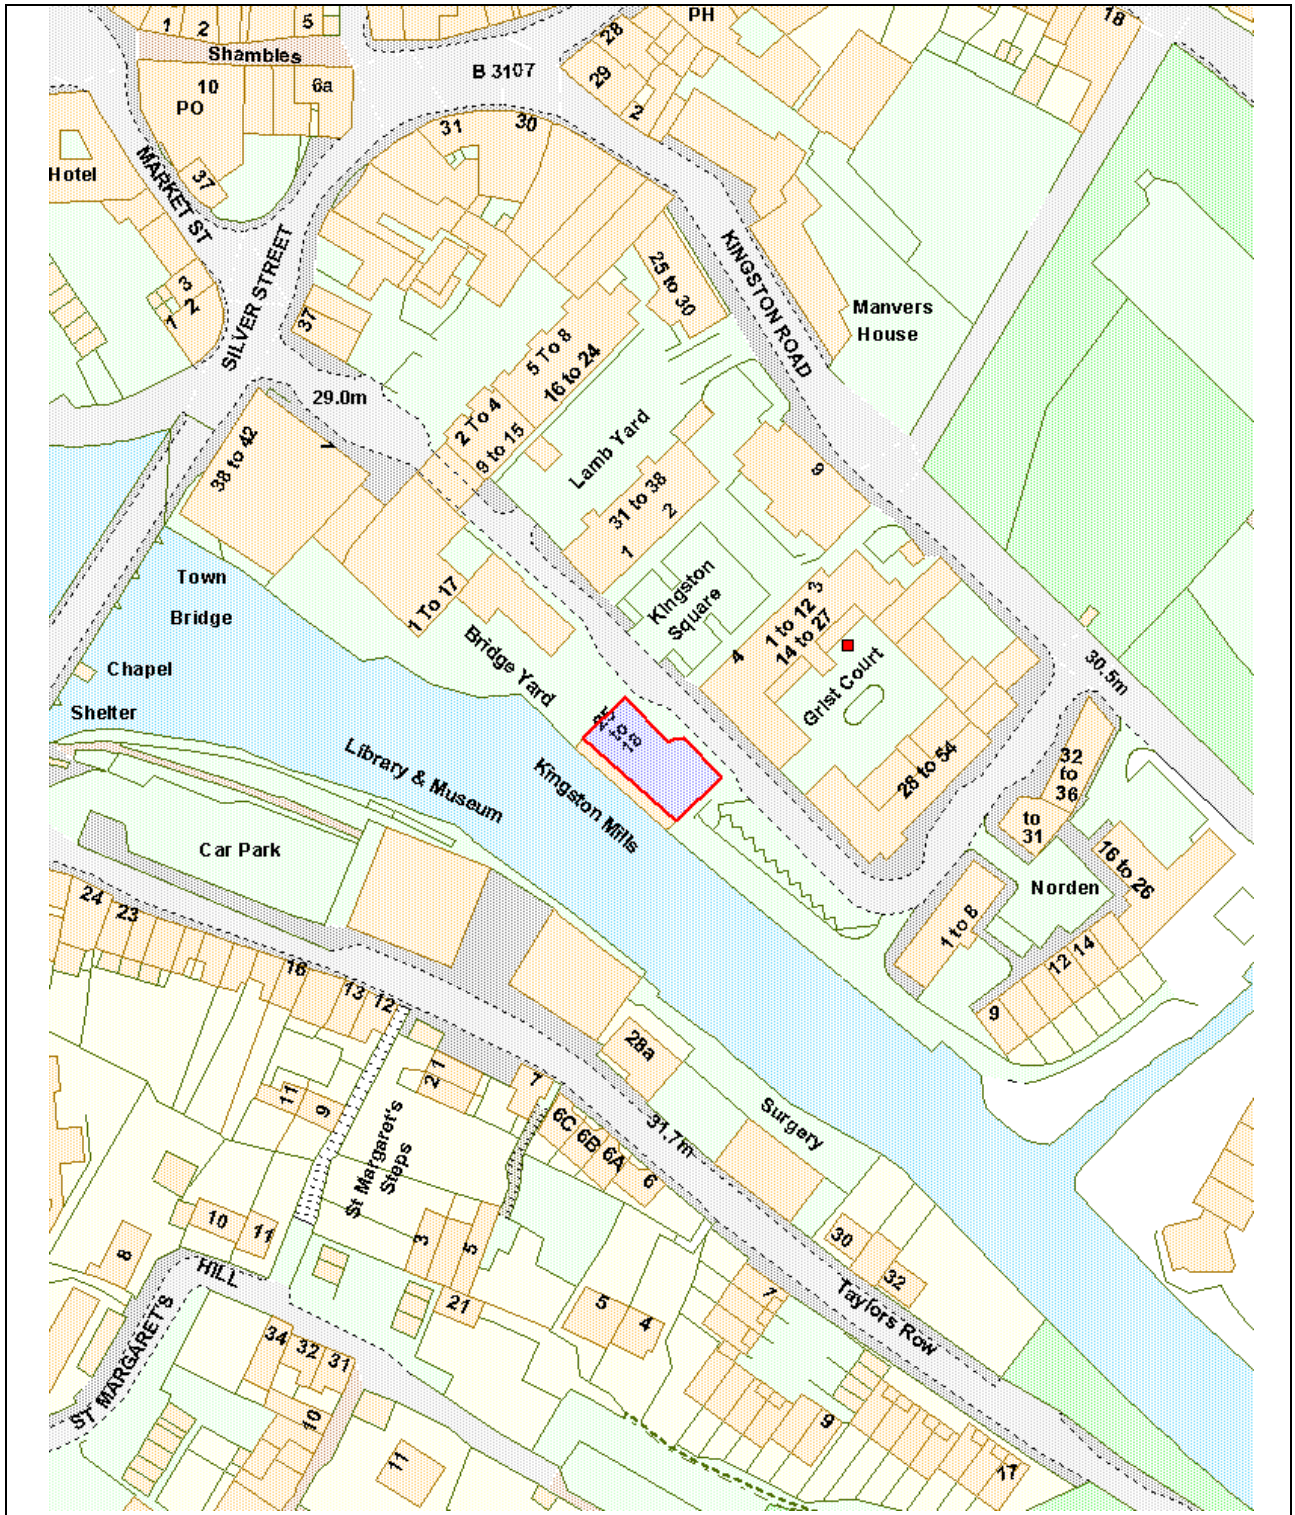 1
2
5
Shambles
10
PO
6a
B 3107
28
29
2
PH
18
31
30
Hotel
MARKET ST
37
SILVER STREET
3
2
1
37
25 to 30
KINGSTON ROAD
Manvers
House
29.0m
5 To 8
16 to 24
2 To 4
9 to 15
Lamb Yard
38 to 42
31 to 38
1
2
Kingston
Square
Town
Bridge
1 To 17
Bridge Yard
4
1 to 12
3
14 to 27
Grist Court
30.5m
Chapel
Shelter
Library & Museum
Kingston Mills
28 to 54
32
to
36
to
31
16 to 26
Norden
1 to 8
12
14
9
Car Park
24
23
16
13
12
28a
2
1
7
11
9
St Margaret's
Steps
6C
6B
6A
6
31.7m
Surgery
10
11
8
3
5
HILL
ST MARGARET'S
21
5
4
7
30
32
Taylors Row
34
32
31
10
11
9
17